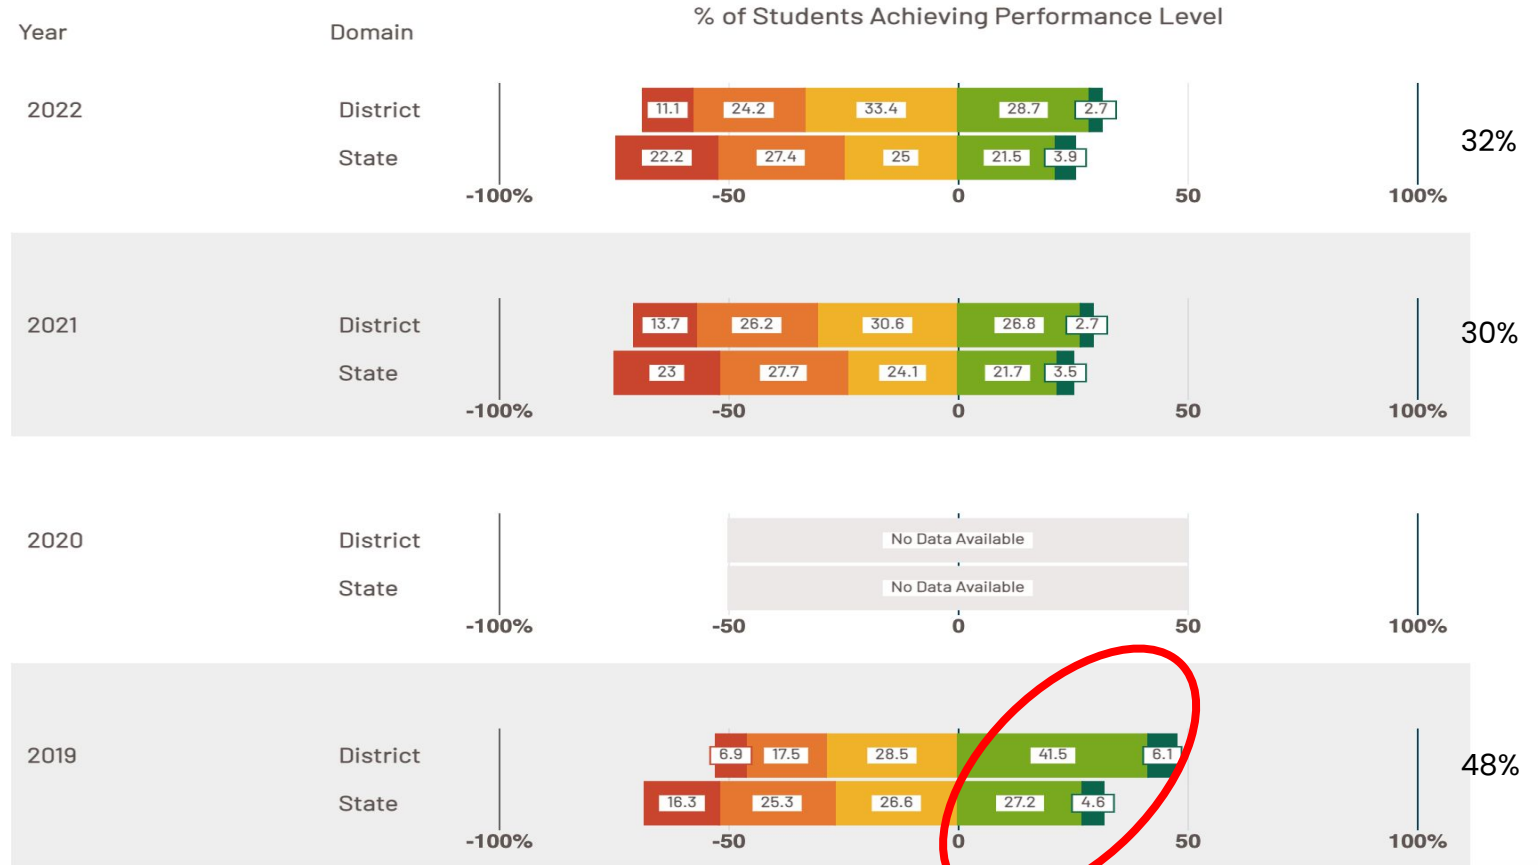 % of Students Achieving Performance Level
Year Domain
2022 District 11.1 24.2 33.4 28.7 2.7
32%
State 22.2 27.4 25 21.5 3.9
-100% -50 0 50 100%
2021 District 13.7 26.2 30.6 26.8 2.7
30%
State 23 27.7 24.1 21.7 3.5
-100% -50 0 50 100%
2020 District No Data Available
State No Data Available
-100% -50 0 50 100%
2019 District 6.9 17.5 28.5 41.5 6.1
48%
State 16.3 25.3 26.6 27.2 4.6
-100% -50 0 50 100%